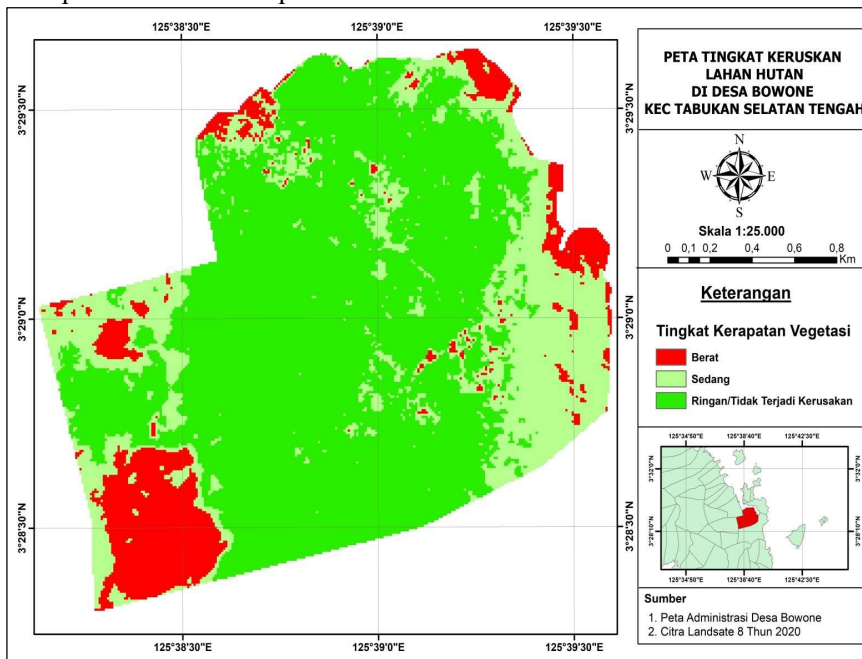 125°38'30"E 125°39'0"E 125°39'30"E
3°29'30"N 3°29'30"N
3°29'0"N 3°29'0"N
3°28'30"N 3°28'30"N
125°38'30"E 125°39'0"E 125°39'30"E
PETA TINGKAT KERUSKAN
LAHAN HUTAN
DI DESA BOWONE
KEC TABUKAN SELATAN TENGAH
N
W E
S
Skala 1:25.000
0 0,1 0,2 0,4 0,6 0,8
Km
Keterangan
Tingkat Kerapatan Vegetasi
Berat
Sedang
Ringan/Tidak Terjadi Kerusakan
125°34'50"E 125°38'40"E 125°42'30"E
3°32'0"N 3°32'0"N
3°28'10"N 3°28'10"N
125°34'50"E 125°38'40"E 125°42'30"E
Sumber
1. Peta Administrasi Desa Bowone
2. Citra Landsate 8 Thun 2020